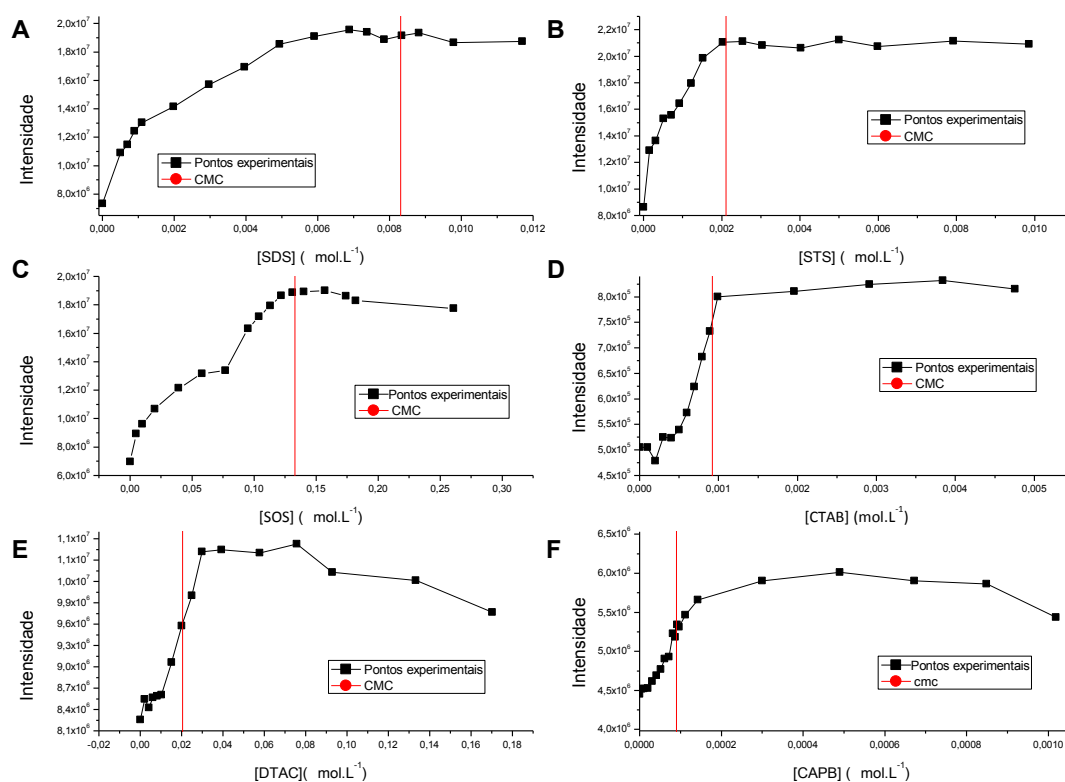 A
Intensidade
2,0x10⁷
1,8x10⁷
1,6x10⁷
1,4x10⁷
1,2x10⁷
1,0x10⁷
8,0x10⁶
Pontos experimentais
CMC
0,000 0,002 0,004 0,006 0,008 0,010 0,012
[SDS] ( mol.L⁻¹)
B
Intensidade
2,2x10⁷
2,0x10⁷
1,8x10⁷
1,6x10⁷
1,4x10⁷
1,2x10⁷
1,0x10⁷
8,0x10⁶
Pontos experimentais
CMC
0,000 0,002 0,004 0,006 0,008 0,010
[STS] ( mol.L⁻¹)
C
Intensidade
2,0x10⁷
1,8x10⁷
1,6x10⁷
1,4x10⁷
1,2x10⁷
1,0x10⁷
8,0x10⁶
6,0x10⁶
Pontos experimentais
CMC
0,00 0,05 0,10 0,15 0,20 0,25 0,30
[SOS] ( mol.L⁻¹)
D
Intensidade
8,0x10⁵
7,5x10⁵
7,0x10⁵
6,5x10⁵
6,0x10⁵
5,5x10⁵
5,0x10⁵
4,5x10⁵
Pontos experimentais
CMC
0,000 0,001 0,002 0,003 0,004 0,005
[CTAB] (mol.L⁻¹)
E
Intensidade
1,1x10⁷
1,1x10⁷
1,0x10⁷
9,9x10⁶
9,6x10⁶
9,3x10⁶
9,0x10⁶
8,7x10⁶
8,4x10⁶
8,1x10⁶
Pontos experimentais
CMC
-0,02 0,00 0,02 0,04 0,06 0,08 0,10 0,12 0,14 0,16 0,18
[DTAC]( mol.L⁻¹)
F
Intensidade
6,5x10⁶
6,0x10⁶
5,5x10⁶
5,0x10⁶
4,5x10⁶
4,0x10⁶
Pontos experimentais
cmc
0,0000 0,0002 0,0004 0,0006 0,0008 0,0010
[CAPB] ( mol.L⁻¹)